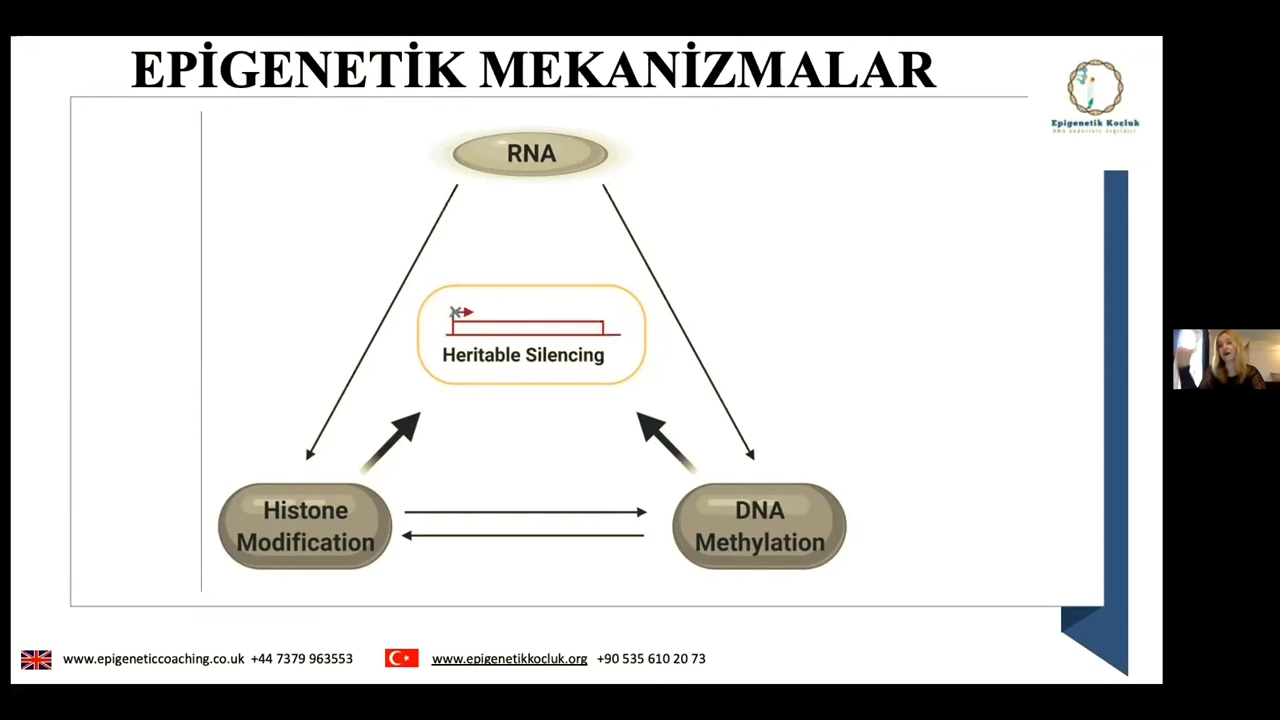 EPİGENETİK MEKANİZMALAR
Epigenetik Koçluk
RNA
Heritable Silencing
Histone
Modification
DNA
Methylation
www.epigeneticcoaching.co.uk +44 7379 963553
www.epigenetikkocluk.org +90 535 610 20 73